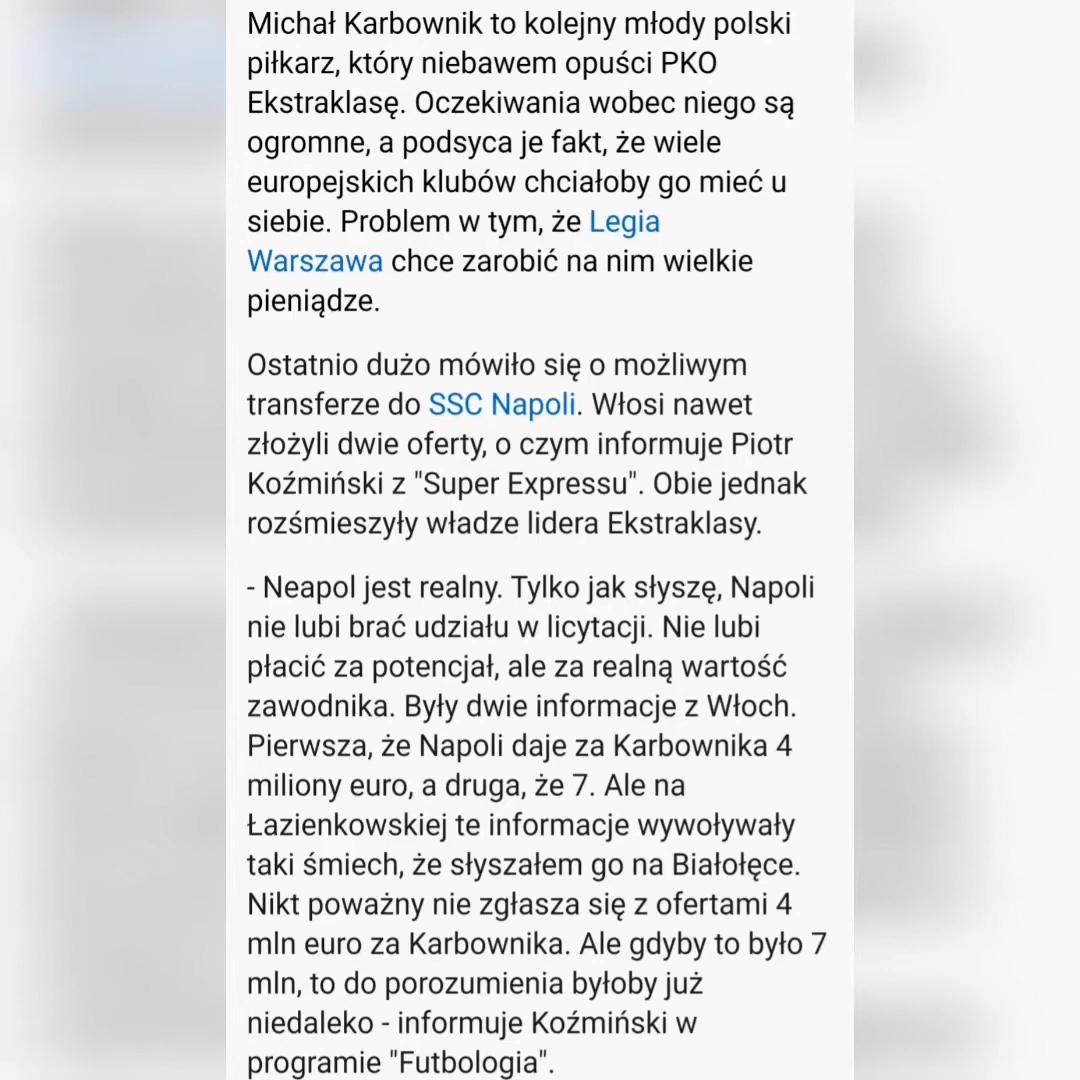 Michał Karbownik to kolejny młody polski
piłkarz, który niebawem opuści PKO
Ekstraklasę. Oczekiwania wobec niego są
ogromne, a podsyca je fakt, że wiele
europejskich klubów chciałoby go mieć u
siebie. Problem w tym, że Legia
Warszawa chce zarobić na nim wielkie
pieniądze.
Ostatnio dużo mówiło się o możliwym
transferze do SSC Napoli. Włosi nawet
złożyli dwie oferty, o czym informuje Piotr
Koźmiński z "Super Expressu". Obie jednak
rozśmieszyły władze lidera Ekstraklasy.
- Neapol jest realny. Tylko jak słyszę, Napoli
nie lubi brać udziału w licytacji. Nie lubi
płacić za potencjał, ale za realną wartość
zawodnika. Były dwie informacje z Włoch.
Pierwsza, że Napoli daje za Karbownika 4
miliony euro, a druga, że 7. Ale na
Łazienkowskiej te informacje wywoływały
taki śmiech, że słyszałem go na Białołęce.
Nikt poważny nie zgłasza się z ofertami 4
mln euro za Karbownika. Ale gdyby to było 7
mln, to do porozumienia byłoby już
niedaleko - informuje Koźmiński w
programie "Futbologia".